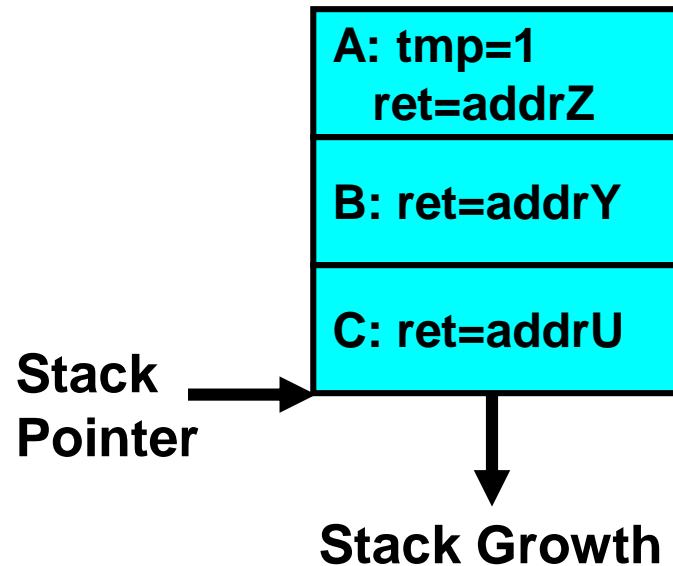 A: tmp=1
ret=addrZ
B: ret=addrY
C: ret=addrU
Stack
Pointer
Stack Growth